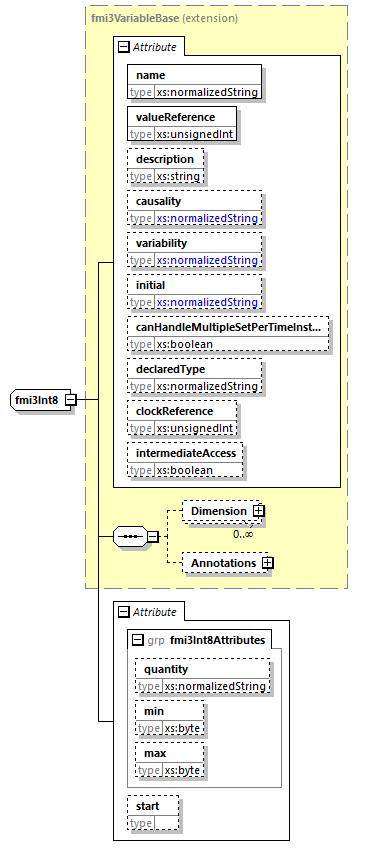 fmi3VariableBase (extension)
Attribute
name
type xs:normalizedString
valueReference
type xs:unsignedInt
description
type xs:string
causality
type xs:normalizedString
variability
type xs:normalizedString
initial
type xs:normalizedString
canHandleMultipleSetPerTimeInst...
type xs:boolean
declaredType
type xs:normalizedString
fmi3Int8
clockReference
type xs:unsignedInt
intermediateAccess
type xs:boolean
Dimension
0..∞
Annotations
Attribute
grp fmi3Int8Attributes
quantity
type xs:normalizedString
min
type xs:byte
max
type xs:byte
start
type